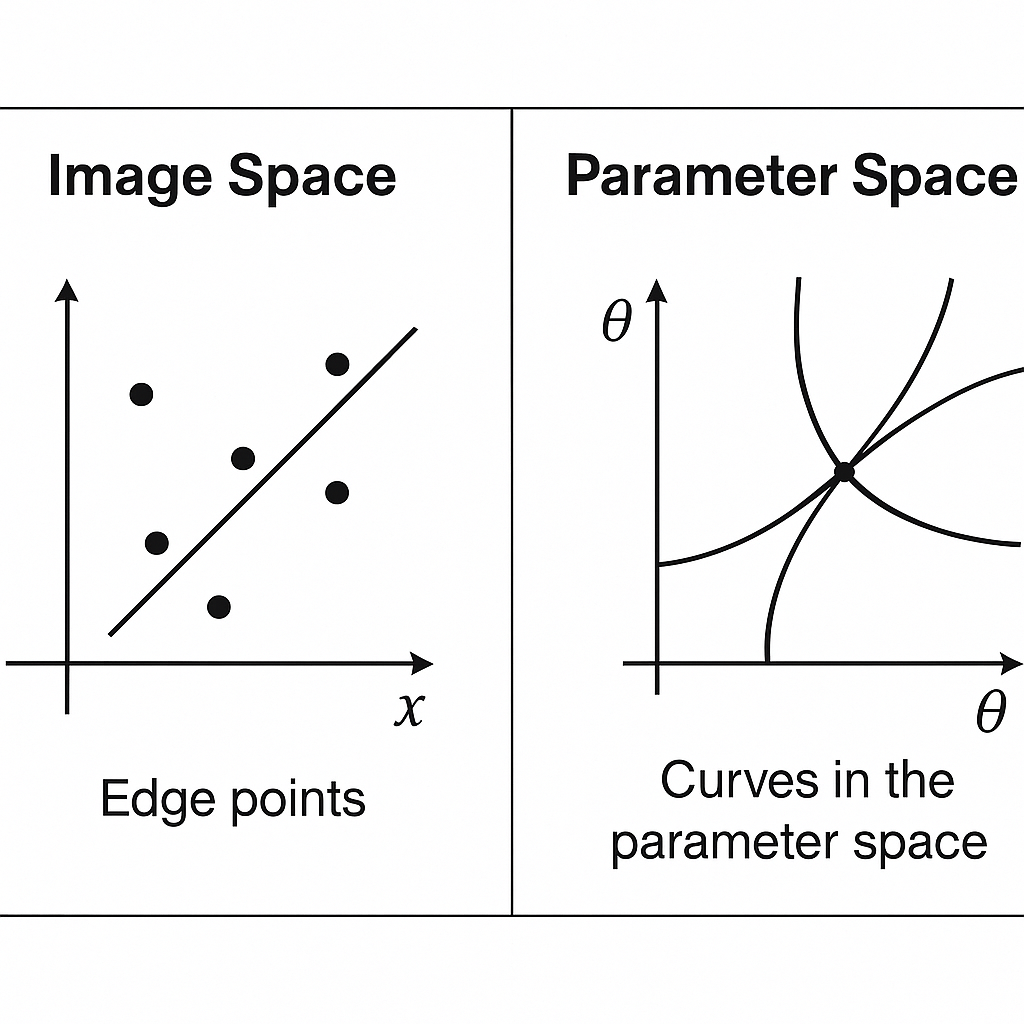 Image Space
x
Edge points
Parameter Space
θ
θ
Curves in the
parameter space